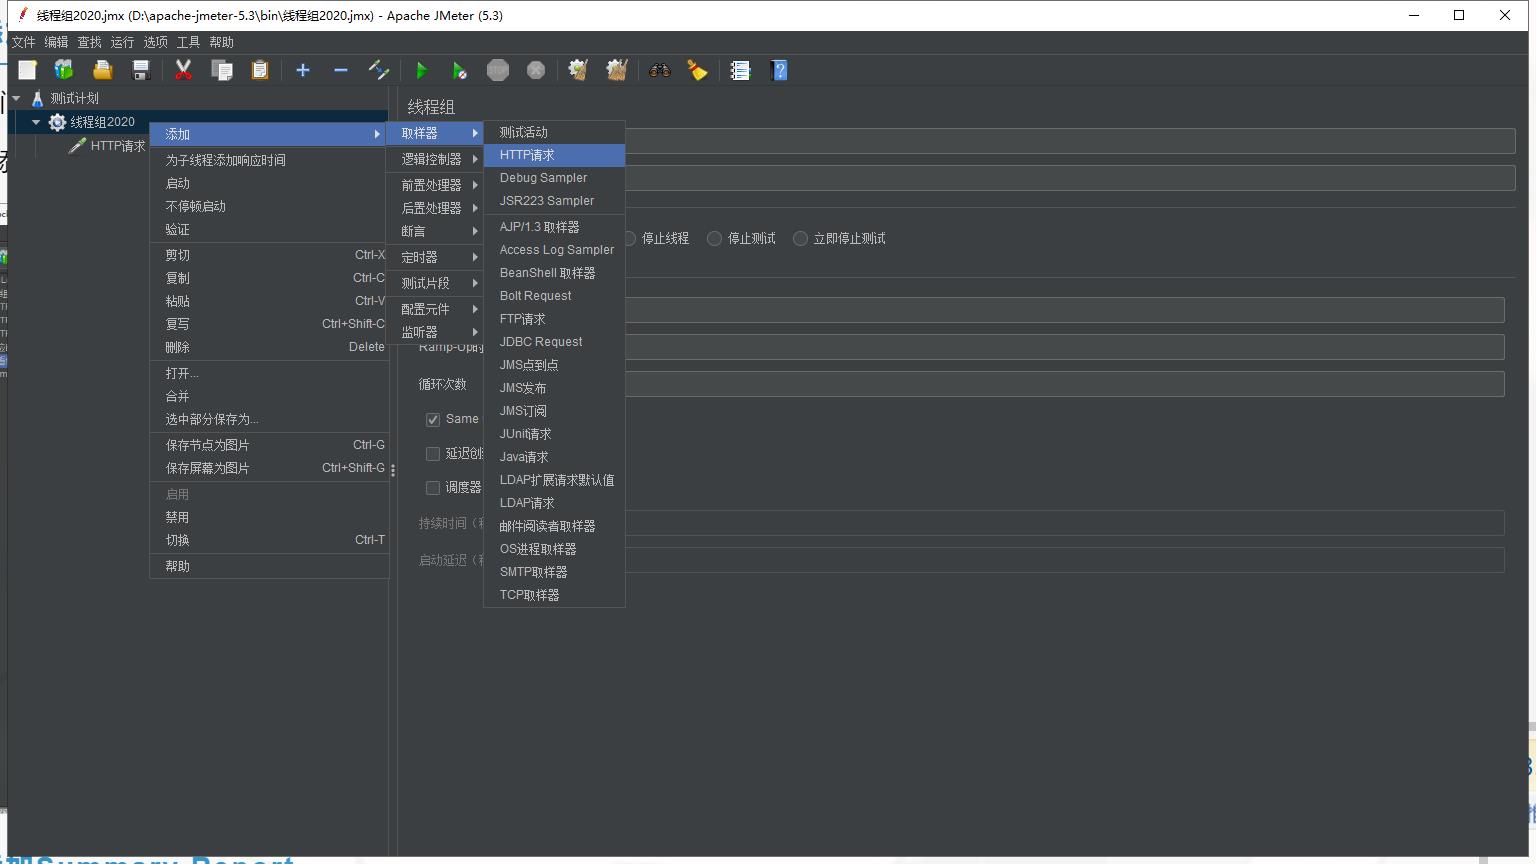 线程组2020.jmx (D:\apache-jmeter-5.3\bin\线程组2020.jmx) - Apache JMeter (5.3)
文件 编辑 查找 运行 选项 工具 帮助
STOP
测试计划
线程组2020
HTTP请求
添加
为子线程添加响应时间
启动
不停顿启动
验证
剪切 Ctrl-X
复制 Ctrl-C
粘贴 Ctrl-V
复写 Ctrl+Shift-C
删除 Delete
打开...
合并
选中部分保存为...
保存节点为图片 Ctrl-G
保存屏幕为图片 Ctrl+Shift-G
启用
禁用
切换 Ctrl-T
帮助
取样器
逻辑控制器
前置处理器
后置处理器
断言
定时器
测试片段
配置元件
监听器
测试活动
HTTP请求
Debug Sampler
JSR223 Sampler
AJP/1.3 取样器
Access Log Sampler
BeanShell 取样器
Bolt Request
FTP请求
JDBC Request
JMS点到点
JMS发布
JMS订阅
JUnit请求
Java请求
LDAP扩展请求默认值
LDAP请求
邮件阅读者取样器
OS进程取样器
SMTP取样器
TCP取样器
线程组
停止线程 停止测试 立即停止测试
Ramp-Up的
循环次数
Same
延迟创
调度器
持续时间（
启动延迟（
Summary Report